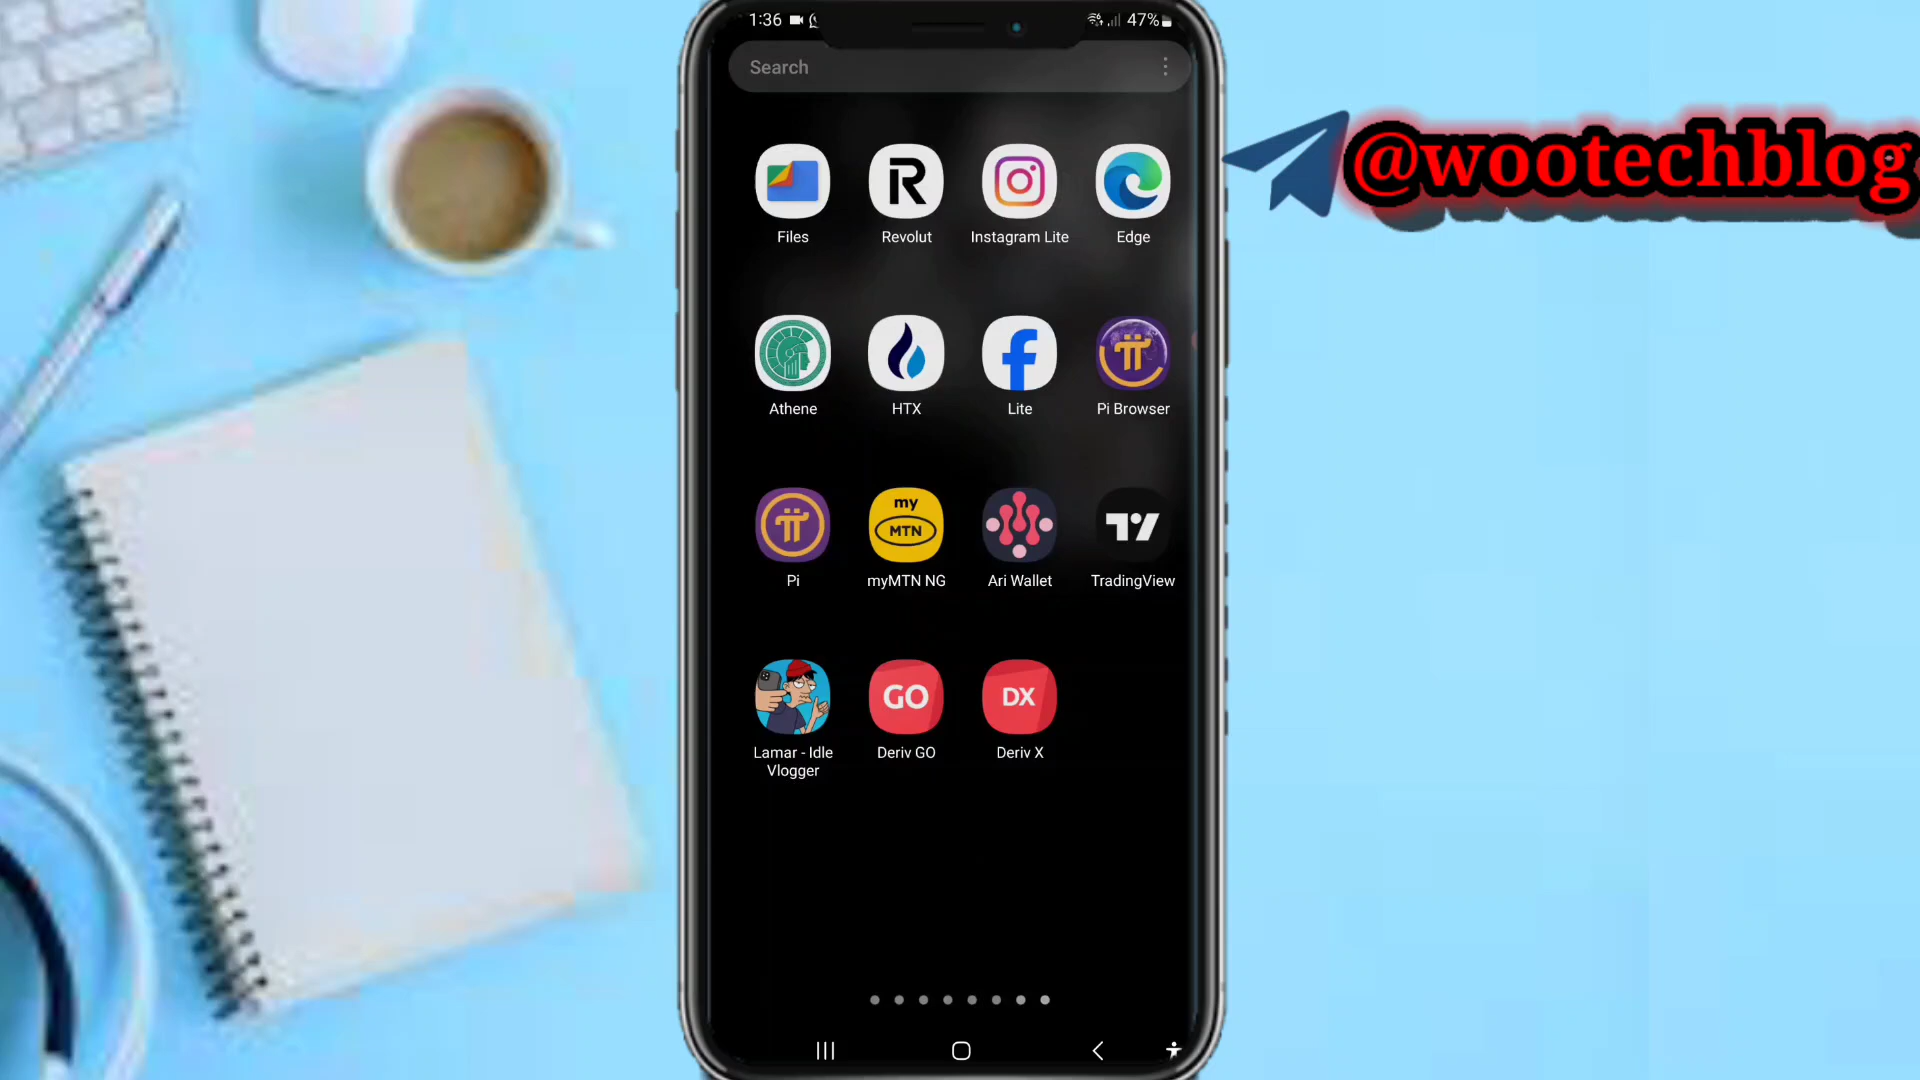 1:36
47%
Search
@wootechblog
Files
Revolut
Instagram Lite
Edge
Athene
HTX
Lite
Pi Browser
my
MTN
Pi
myMTN NG
Ari Wallet
TradingView
GO
DX
Lamar - Idle
Vlogger
Deriv GO
Deriv X